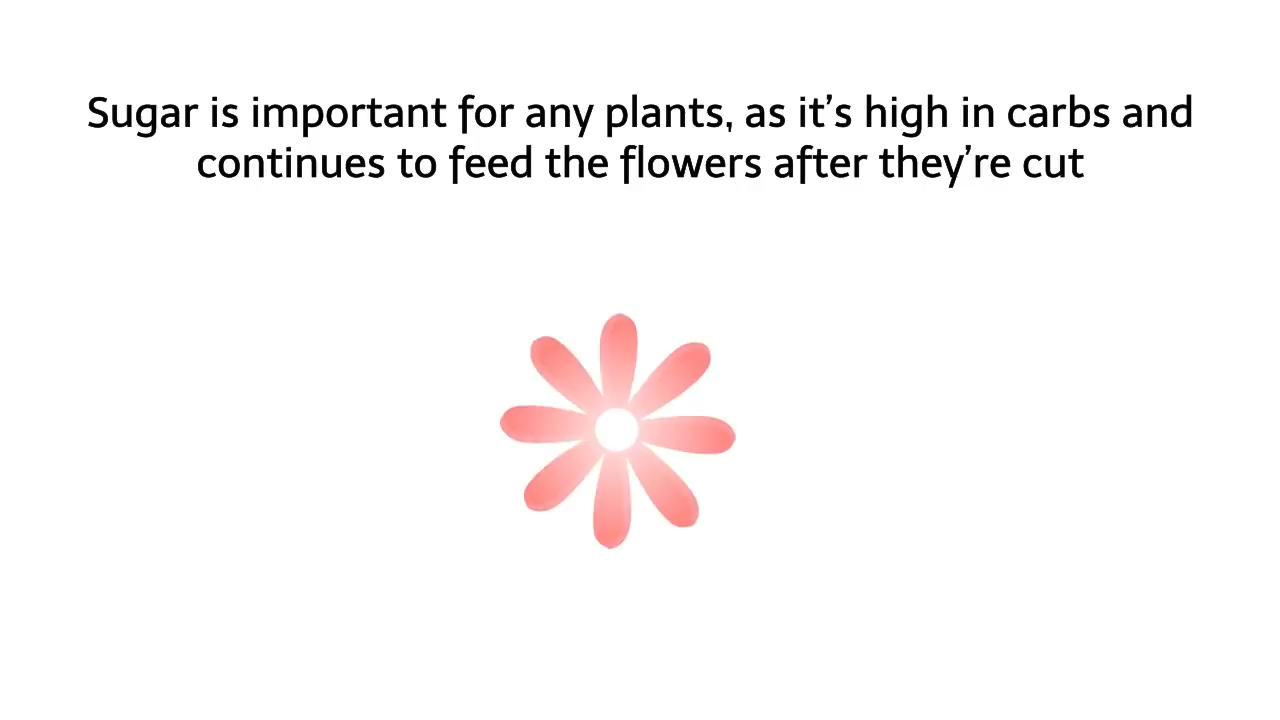 Sugar is important for any plants, as it’s high in carbs and
continues to feed the flowers after they’re cut